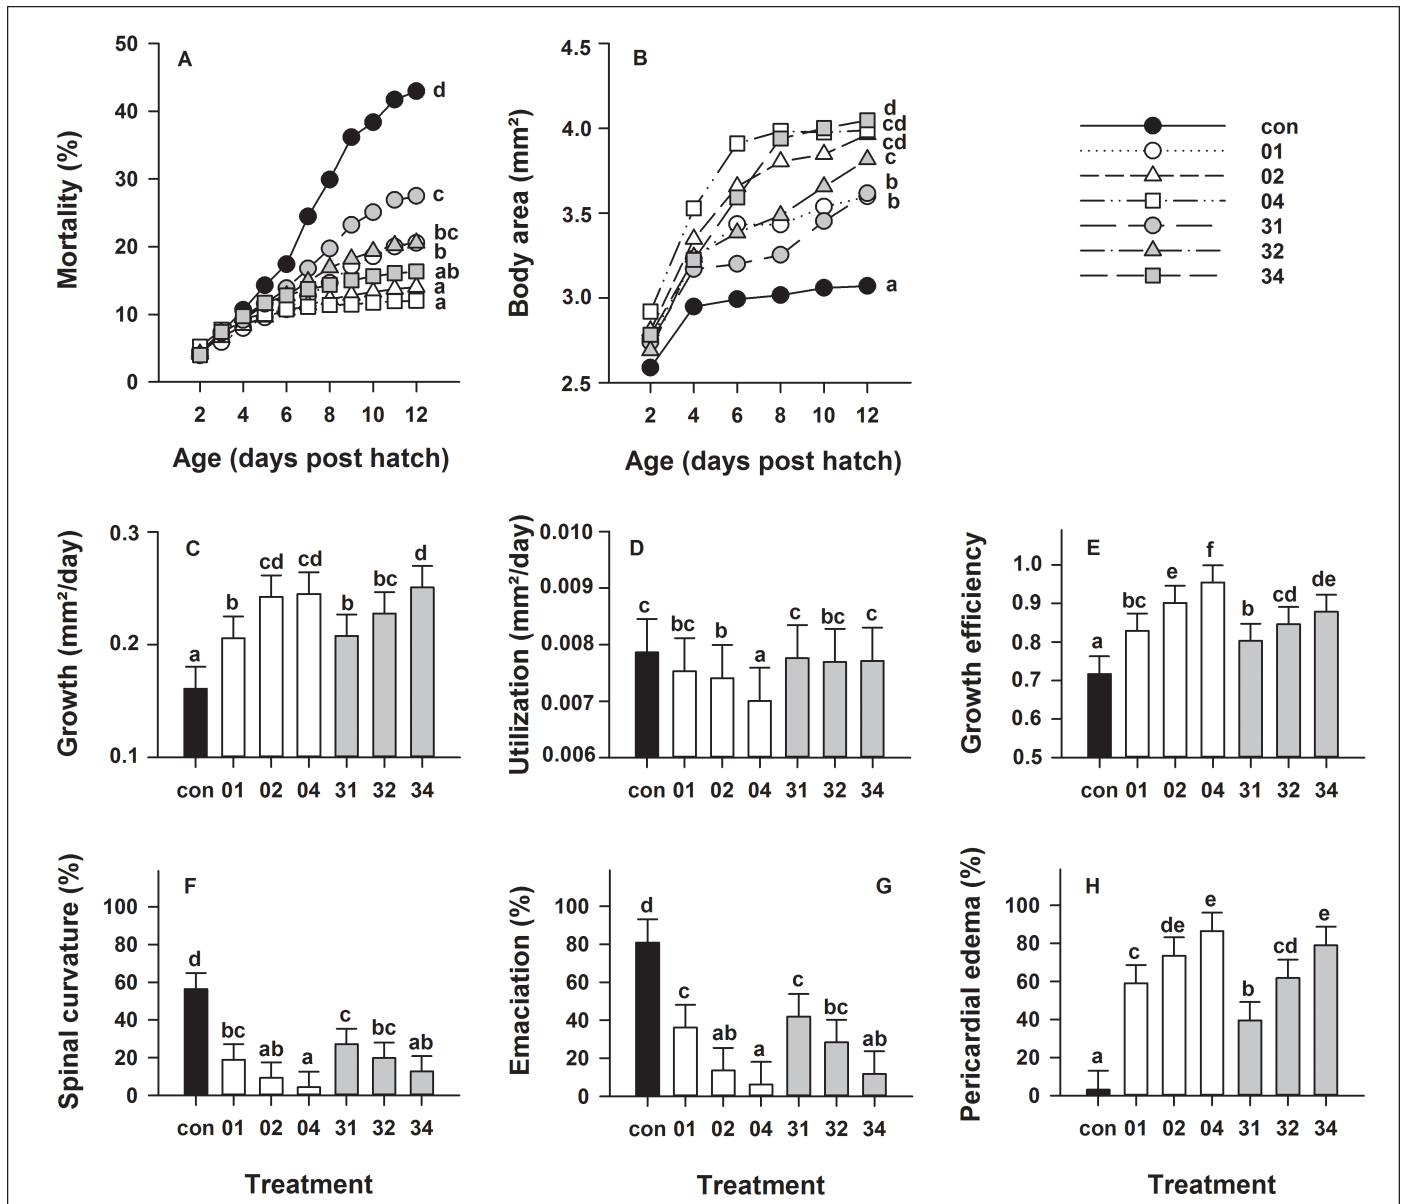 A
Mortality (%)
50
40
30
20
10
0
d
c
bc
b
ab
a
a
2 4 6 8 10 12
Age (days post hatch)
B
Body area (mm²)
4.5
4.0
3.5
3.0
2.5
d
cd
cd
c
b
b
a
2 4 6 8 10 12
Age (days post hatch)
con
01
02
04
31
32
34
C
Growth (mm²/day)
0.3
0.2
0.1
a b cd cd b bc d
con 01 02 04 31 32 34
D
Utilization (mm²/day)
0.010
0.009
0.008
0.007
0.006
c bc b a c bc c
con 01 02 04 31 32 34
E
Growth efficiency
1.0
0.9
0.8
0.7
0.6
0.5
a bc e f b cd de
con 01 02 04 31 32 34
F
Spinal curvature (%)
100
80
60
40
20
0
d bc ab a c bc ab
con 01 02 04 31 32 34
Treatment
G
Emaciation (%)
100
80
60
40
20
0
d c ab a c bc ab
con 01 02 04 31 32 34
Treatment
H
Pericardial edema (%)
100
80
60
40
20
0
a c de e b cd e
con 01 02 04 31 32 34
Treatment